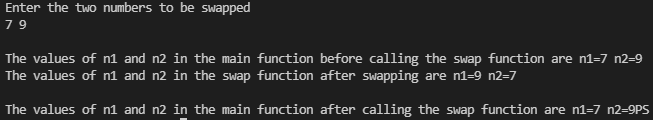 Enter the two numbers to be swapped
7 9
The values of n1 and n2 in the main function before calling the swap function are n1=7 n2=9
The values of n1 and n2 in the swap function after swapping are n1=9 n2=7
The values of n1 and n2 in the main function after calling the swap function are n1=7 n2=9PS